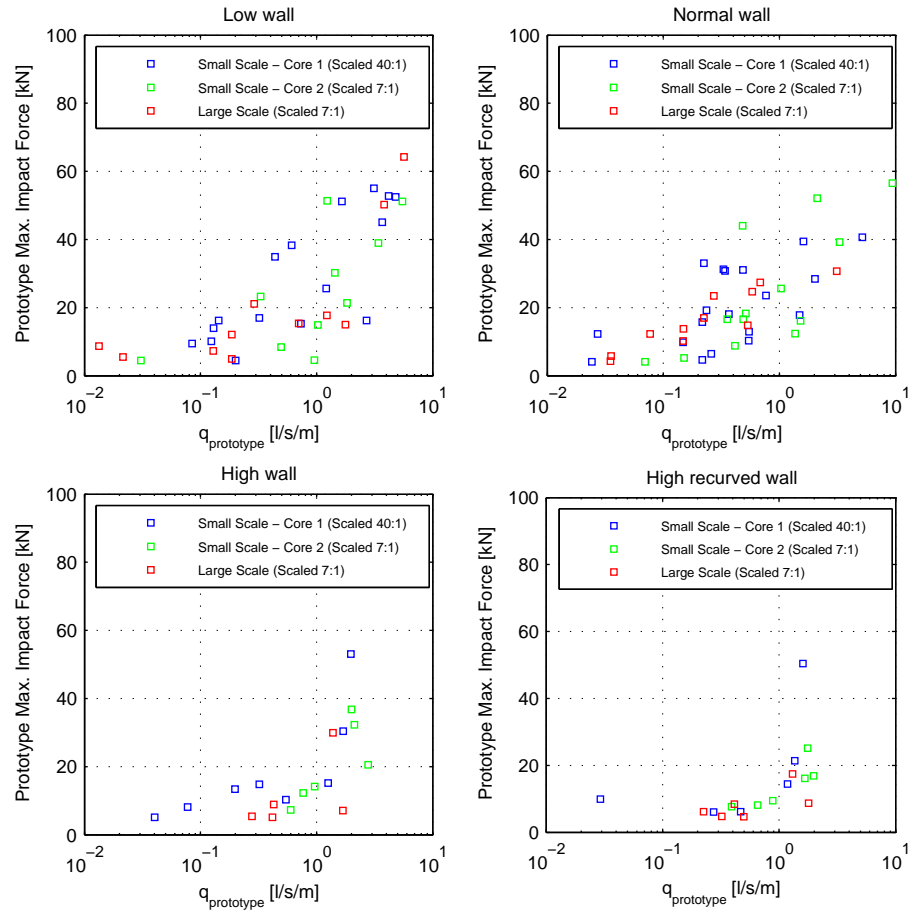 Low wall
100
80
60
40
20
0
Prototype Max. Impact Force [kN]
Small Scale − Core 1 (Scaled 40:1)
Small Scale − Core 2 (Scaled 7:1)
Large Scale (Scaled 7:1)
10^−2 10^−1 10^0 10^1
q_prototype [l/s/m]
Normal wall
100
80
60
40
20
0
Prototype Max. Impact Force [kN]
Small Scale − Core 1 (Scaled 40:1)
Small Scale − Core 2 (Scaled 7:1)
Large Scale (Scaled 7:1)
10^−2 10^−1 10^0 10^1
q_prototype [l/s/m]
High wall
100
80
60
40
20
0
Prototype Max. Impact Force [kN]
Small Scale − Core 1 (Scaled 40:1)
Small Scale − Core 2 (Scaled 7:1)
Large Scale (Scaled 7:1)
10^−2 10^−1 10^0 10^1
q_prototype [l/s/m]
High recurved wall
100
80
60
40
20
0
Prototype Max. Impact Force [kN]
Small Scale − Core 1 (Scaled 40:1)
Small Scale − Core 2 (Scaled 7:1)
Large Scale (Scaled 7:1)
10^−2 10^−1 10^0 10^1
q_prototype [l/s/m]